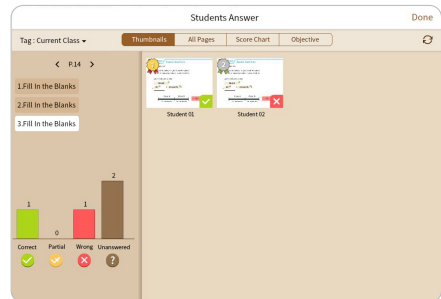 Students Answer
Done
Tag : Current Class
Thumbnails
All Pages
Score Chart
Objective
P.14
1.Fill In the Blanks
2.Fill In the Blanks
3.Fill In the Blanks
Student 01
Student 02
2
1
0
1
Correct
Partial
Wrong
Unanswered
?